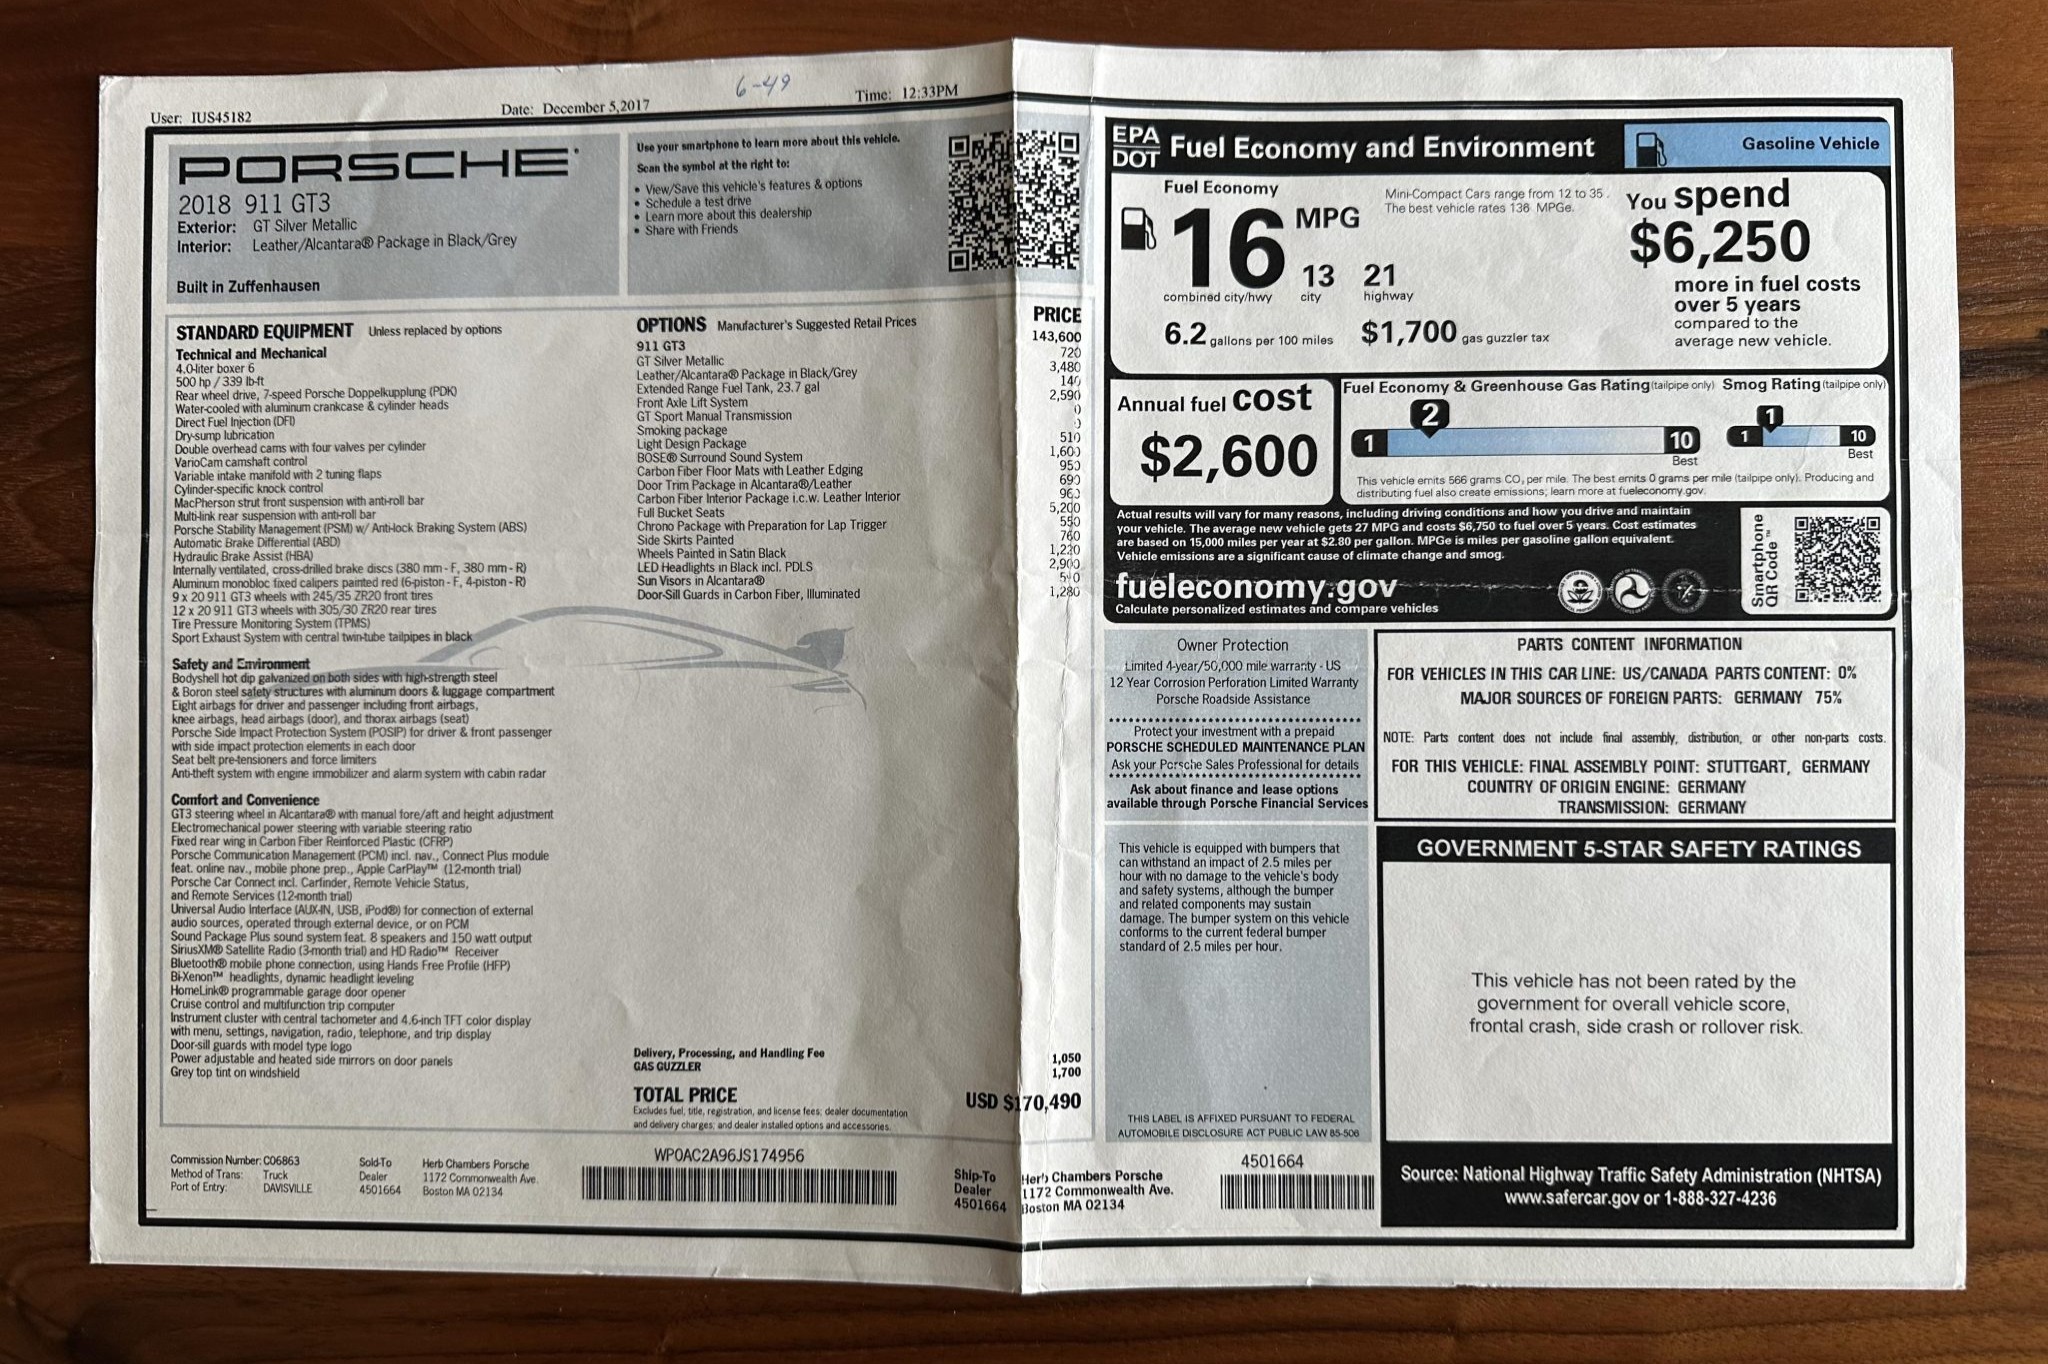 6-49
User: IUS45182
Date: December 5,2017
Time: 12:33PM
PORSCHE
2018 911 GT3
Exterior: GT Silver Metallic
Interior: Leather/Alcantara® Package in Black/Grey
Built in Zuffenhausen
Use your smartphone to learn more about this vehicle.
Scan the symbol at the right to:
• View/Save this vehicle's features & options
• Schedule a test drive
• Learn more about this dealership
• Share with Friends
STANDARD EQUIPMENT Unless replaced by options
Technical and Mechanical
4.0-liter boxer 6
500 hp / 339 lb-ft
Rear wheel drive, 7-speed Porsche Doppelkupplung (PDK)
Water-cooled with aluminum crankcase & cylinder heads
Direct Fuel Injection (DFI)
Dry-sump lubrication
Double overhead cams with four valves per cylinder
VarioCam camshaft control
Variable intake manifold with 2 tuning flaps
Cylinder-specific knock control
MacPherson strut front suspension with anti-roll bar
Multi-link rear suspension with anti-roll bar
Porsche Stability Management (PSM) w/ Anti-lock Braking System (ABS)
Automatic Brake Differential (ABD)
Hydraulic Brake Assist (HBA)
Internally ventilated, cross-drilled brake discs (380 mm - F, 380 mm - R)
Aluminum monobloc fixed calipers painted red (6-piston - F, 4-piston - R)
9 x 20 911 GT3 wheels with 245/35 ZR20 front tires
12 x 20 911 GT3 wheels with 305/30 ZR20 rear tires
Tire Pressure Monitoring System (TPMS)
Sport Exhaust System with central twin-tube tailpipes in black
Safety and Environment
Bodyshell hot dip galvanized on both sides with high-strength steel
& Boron steel safety structures with aluminum doors & luggage compartment
Eight airbags for driver and passenger including front airbags,
knee airbags, head airbags (door), and thorax airbags (seat)
Porsche Side Impact Protection System (POSIP) for driver & front passenger
with side impact protection elements in each door
Seat belt pre-tensioners and force limiters
Anti-theft system with engine immobilizer and alarm system with cabin radar
Comfort and Convenience
GT3 steering wheel in Alcantara® with manual fore/aft and height adjustment
Electromechanical power steering with variable steering ratio
Fixed rear wing in Carbon Fiber Reinforced Plastic (CFRP)
Porsche Communication Management (PCM) incl. nav., Connect Plus module
feat. online nav., mobile phone prep., Apple CarPlay™ (12-month trial)
Porsche Car Connect incl. Carfinder, Remote Vehicle Status,
and Remote Services (12-month trial)
Universal Audio Interface (AUX-IN, USB, iPod®) for connection of external
audio sources, operated through external device, or on PCM
Sound Package Plus sound system feat. 8 speakers and 150 watt output
SiriusXM® Satellite Radio (3-month trial) and HD Radio™ Receiver
Bluetooth® mobile phone connection, using Hands Free Profile (HFP)
Bi-Xenon™ headlights, dynamic headlight leveling
HomeLink® programmable garage door opener
Cruise control and multifunction trip computer
Instrument cluster with central tachometer and 4.6-inch TFT color display
with menu, settings, navigation, radio, telephone, and trip display
Door-sill guards with model type logo
Power adjustable and heated side mirrors on door panels
Grey top tint on windshield
OPTIONS Manufacturer's Suggested Retail Prices PRICE
911 GT3 143,600
GT Silver Metallic 720
Leather/Alcantara® Package in Black/Grey 3,480
Extended Range Fuel Tank, 23.7 gal 140
Front Axle Lift System 2,590
GT Sport Manual Transmission 0
Smoking package
Light Design Package 510
BOSE® Surround Sound System 1,600
Carbon Fiber Floor Mats with Leather Edging 950
Door Trim Package in Alcantara®/Leather 690
Carbon Fiber Interior Package i.c.w. Leather Interior 960
Full Bucket Seats 5,200
Chrono Package with Preparation for Lap Trigger 550
Side Skirts Painted 760
Wheels Painted in Satin Black 1,220
LED Headlights in Black incl. PDLS 2,900
Sun Visors in Alcantara®
Door-Sill Guards in Carbon Fiber, Illuminated 1,280
Delivery, Processing, and Handling Fee 1,050
GAS GUZZLER 1,700
TOTAL PRICE USD $170,490
Excludes fuel, title, registration, and license fees; dealer documentation
and delivery charges; and dealer installed options and accessories.
Commission Number: C06863
Method of Trans: Truck
Port of Entry: DAVISVILLE
Sold-To
Dealer
4501664
Herb Chambers Porsche
1172 Commonwealth Ave.
Boston MA 02134
WP0AC2A96JS174956
Ship-To
Dealer
4501664
Herb Chambers Porsche
1172 Commonwealth Ave.
Boston MA 02134
4501664
EPA
DOT
Fuel Economy and Environment
Gasoline Vehicle
Fuel Economy
16 MPG
combined city/hwy
13
city
21
highway
6.2 gallons per 100 miles
$1,700 gas guzzler tax
Mini-Compact Cars range from 12 to 35 .
The best vehicle rates 136 MPGe.
You spend
$6,250
more in fuel costs
over 5 years
compared to the
average new vehicle.
Annual fuel cost
$2,600
Fuel Economy & Greenhouse Gas Rating (tailpipe only)
2
1 10
Best
Smog Rating (tailpipe only)
1
1 10
Best
This vehicle emits 566 grams CO₂ per mile. The best emits 0 grams per mile (tailpipe only). Producing and
distributing fuel also create emissions; learn more at fueleconomy.gov.
Actual results will vary for many reasons, including driving conditions and how you drive and maintain
your vehicle. The average new vehicle gets 27 MPG and costs $6,750 to fuel over 5 years. Cost estimates
are based on 15,000 miles per year at $2.80 per gallon. MPGe is miles per gasoline gallon equivalent.
Vehicle emissions are a significant cause of climate change and smog.
fueleconomy.gov
Calculate personalized estimates and compare vehicles
Smartphone
QR Code™
Owner Protection
Limited 4-year/50,000 mile warranty - US
12 Year Corrosion Perforation Limited Warranty
Porsche Roadside Assistance
Protect your investment with a prepaid
PORSCHE SCHEDULED MAINTENANCE PLAN
Ask your Porsche Sales Professional for details
Ask about finance and lease options
available through Porsche Financial Services
This vehicle is equipped with bumpers that
can withstand an impact of 2.5 miles per
hour with no damage to the vehicle's body
and safety systems, although the bumper
and related components may sustain
damage. The bumper system on this vehicle
conforms to the current federal bumper
standard of 2.5 miles per hour.
THIS LABEL IS AFFIXED PURSUANT TO FEDERAL
AUTOMOBILE DISCLOSURE ACT PUBLIC LAW 85-506
PARTS CONTENT INFORMATION
FOR VEHICLES IN THIS CAR LINE: US/CANADA PARTS CONTENT: 0%
MAJOR SOURCES OF FOREIGN PARTS: GERMANY 75%
NOTE: Parts content does not include final assembly, distribution, or other non-parts costs.
FOR THIS VEHICLE: FINAL ASSEMBLY POINT: STUTTGART, GERMANY
COUNTRY OF ORIGIN ENGINE: GERMANY
TRANSMISSION: GERMANY
GOVERNMENT 5-STAR SAFETY RATINGS
This vehicle has not been rated by the
government for overall vehicle score,
frontal crash, side crash or rollover risk.
Source: National Highway Traffic Safety Administration (NHTSA)
www.safercar.gov or 1-888-327-4236